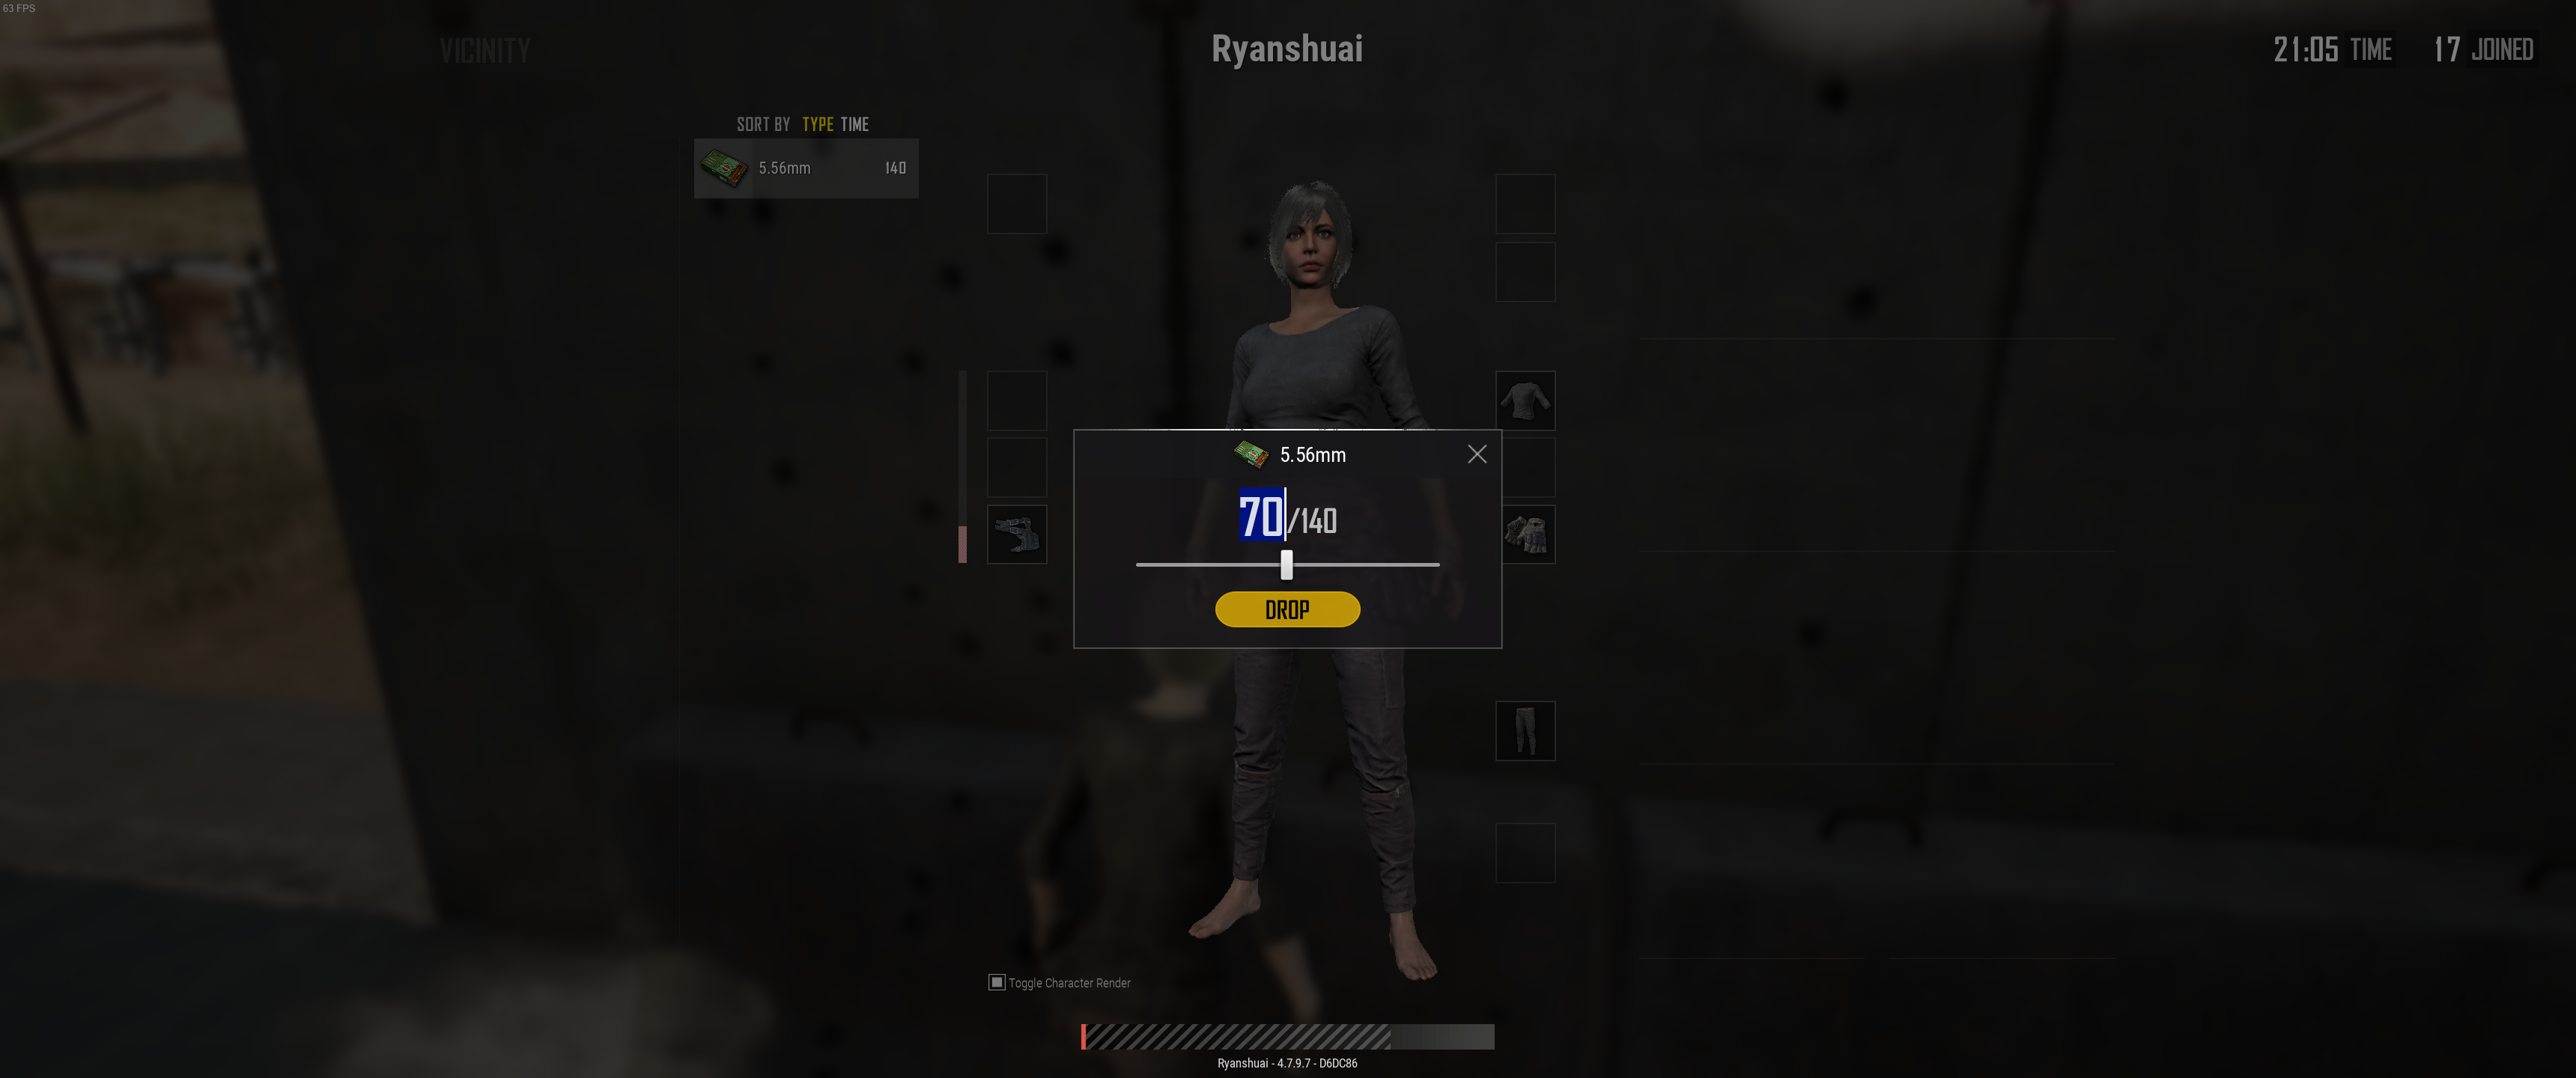 63 FPS
VICINITY
Ryanshuai
21:05 TIME 17 JOINED
SORT BY TYPE TIME
5.56mm 140
5.56mm
70/140
DROP
Toggle Character Render
Ryanshuai - 4.7.9.7 - D6DC86